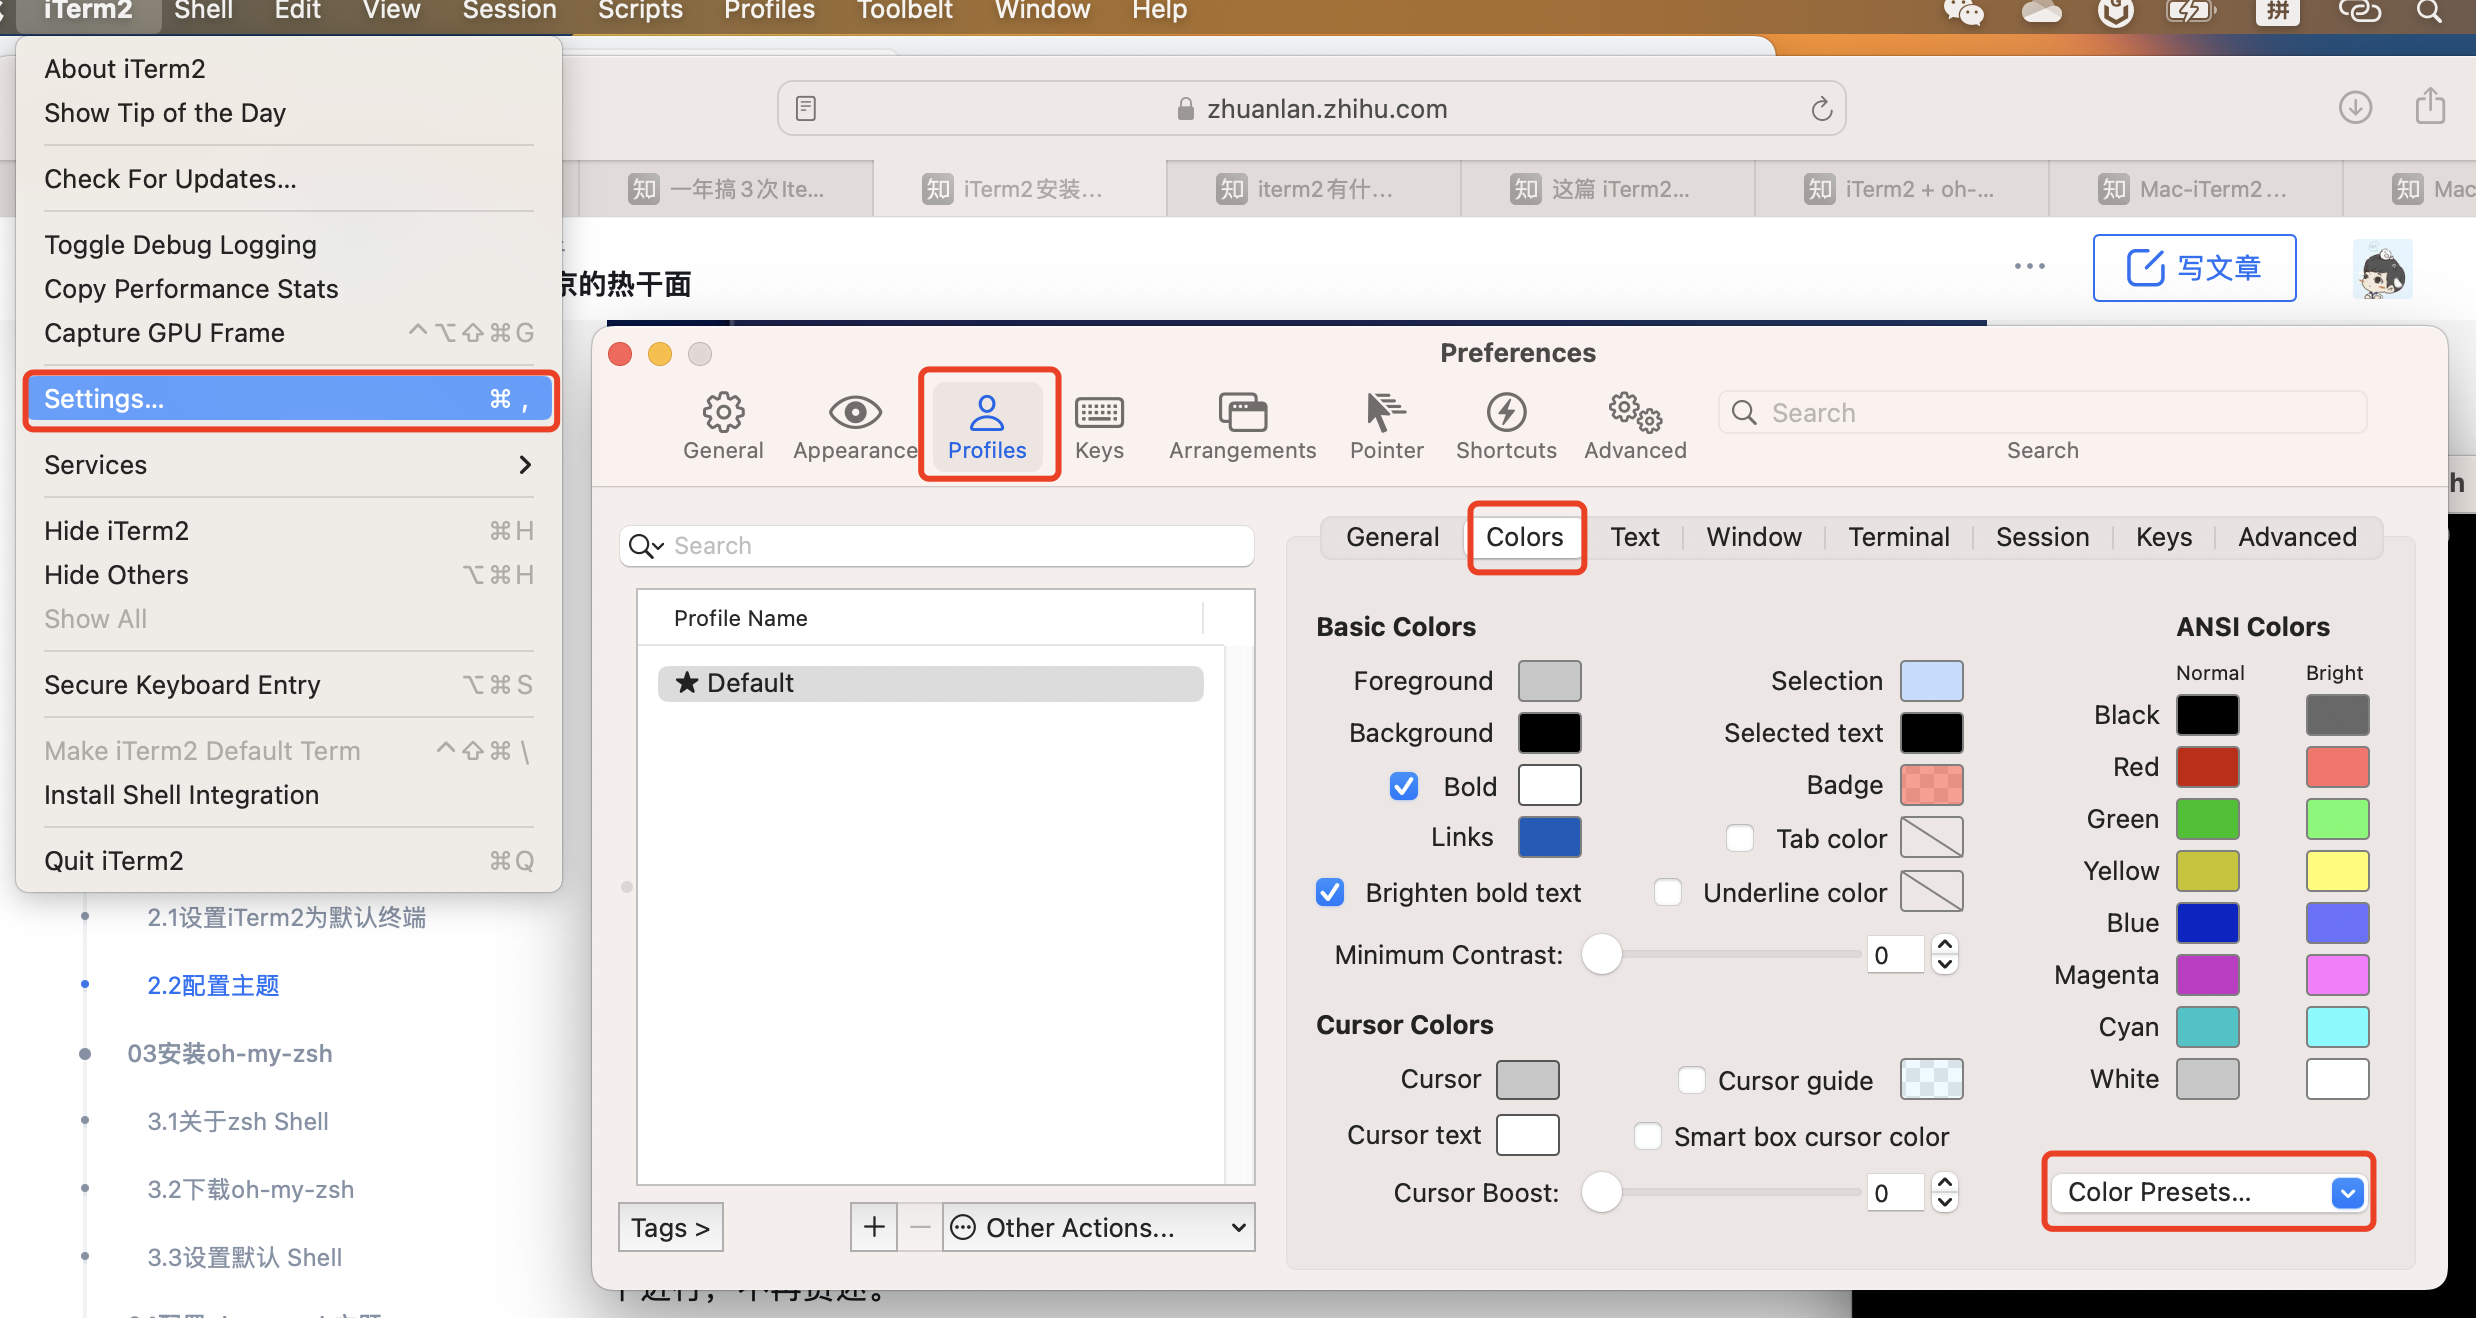 iTerm2 Shell Edit View Session Scripts Profiles Toolbelt Window Help 拼
About iTerm2
Show Tip of the Day
Check For Updates...
Toggle Debug Logging
Copy Performance Stats
Capture GPU Frame ⌃⌥⇧⌘G
Settings... ⌘ ,
Services
Hide iTerm2 ⌘H
Hide Others ⌥⌘H
Show All
Secure Keyboard Entry ⌥⌘S
Make iTerm2 Default Term ⌃⇧⌘\
Install Shell Integration
Quit iTerm2 ⌘Q
zhuanlan.zhihu.com
知 一年搞3次Ite...
知 iTerm2安装...
知 iterm2有什...
知 这篇 iTerm2...
知 iTerm2 + oh-...
知 Mac-iTerm2...
知 Mac
京的热干面
写文章
2.1设置iTerm2为默认终端
2.2配置主题
03安装oh-my-zsh
3.1关于zsh Shell
3.2下载oh-my-zsh
3.3设置默认 Shell
Preferences
General
Appearance
Profiles
Keys
Arrangements
Pointer
Shortcuts
Advanced
Search
Search
h
Search
Profile Name
★ Default
Tags >
+ − Other Actions...
General Colors Text Window Terminal Session Keys Advanced
Basic Colors
Foreground
Background
Bold
Links
Brighten bold text
Selection
Selected text
Badge
Tab color
Underline color
Minimum Contrast: 0
Cursor Colors
Cursor
Cursor text
Cursor guide
Smart box cursor color
Cursor Boost: 0
ANSI Colors
Normal Bright
Black
Red
Green
Yellow
Blue
Magenta
Cyan
White
Color Presets...